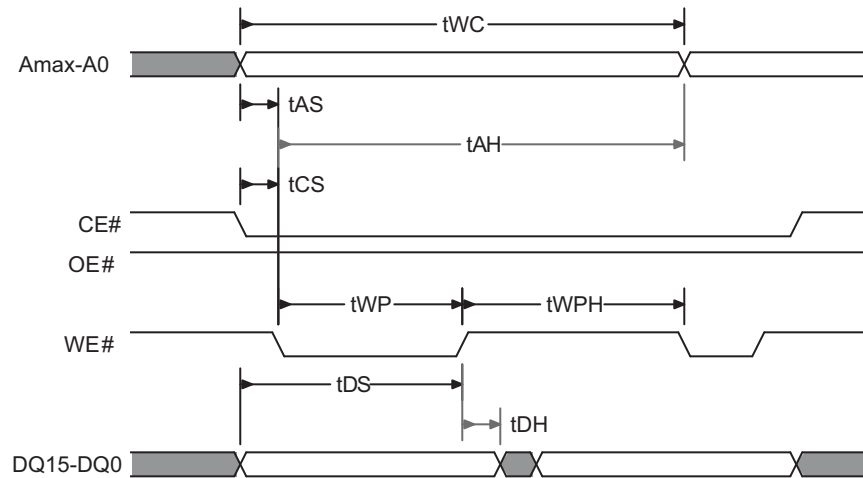 tWC
Amax-A0
tAS
tAH
tCS
CE#
OE#
tWP
tWPH
WE#
tDS
tDH
DQ15-DQ0